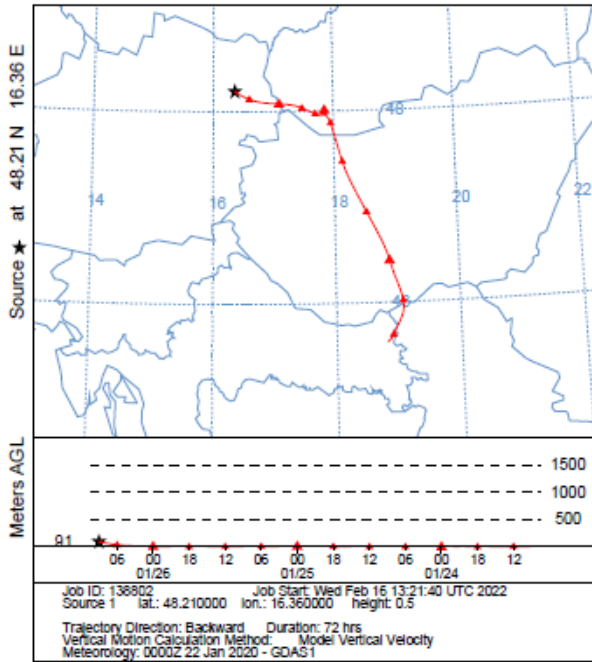 Source ★ at 48.21 N 16.36 E
14
16
18
20
22
48
46
Meters AGL
91
1500
1000
500
06 00 18 12 06 00 18 12 06 00 18 12
01/26 01/25 01/24
Job ID: 138802 Job Start: Wed Feb 16 13:21:40 UTC 2022
Source 1 lat.: 48.210000 lon.: 16.360000 height: 0.5
Trajectory Direction: Backward Duration: 72 hrs
Vertical Motion Calculation Method: Model Vertical Velocity
Meteorology: 0000Z 22 Jan 2020 - GDAS1